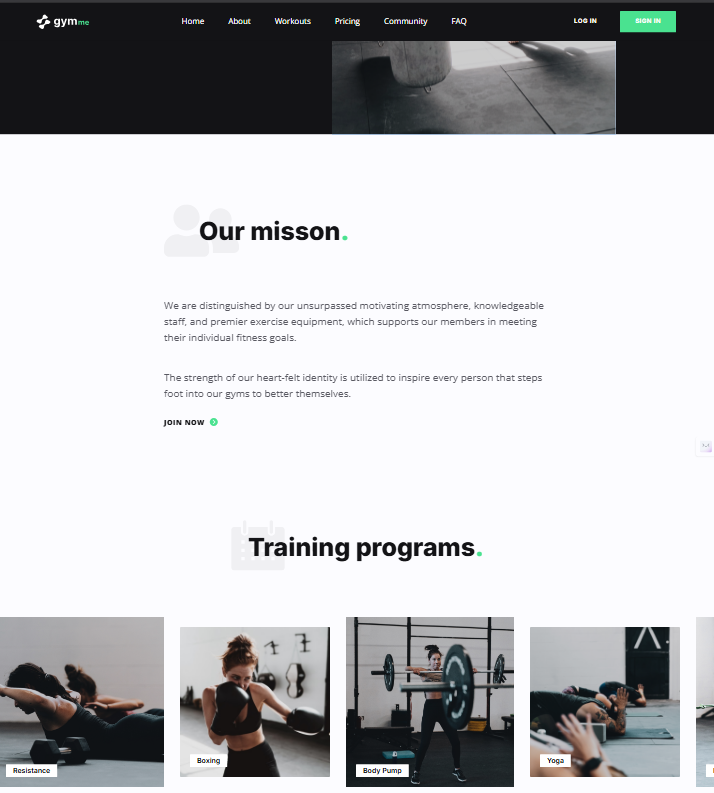 gymme
Home About Workouts Pricing Community FAQ LOG IN SIGN IN
Our misson.
We are distinguished by our unsurpassed motivating atmosphere, knowledgeable
staff, and premier exercise equipment, which supports our members in meeting
their individual fitness goals.
The strength of our heart-felt identity is utilized to inspire every person that steps
foot into our gyms to better themselves.
JOIN NOW
Training programs.
Resistance
Boxing
Body Pump
Yoga